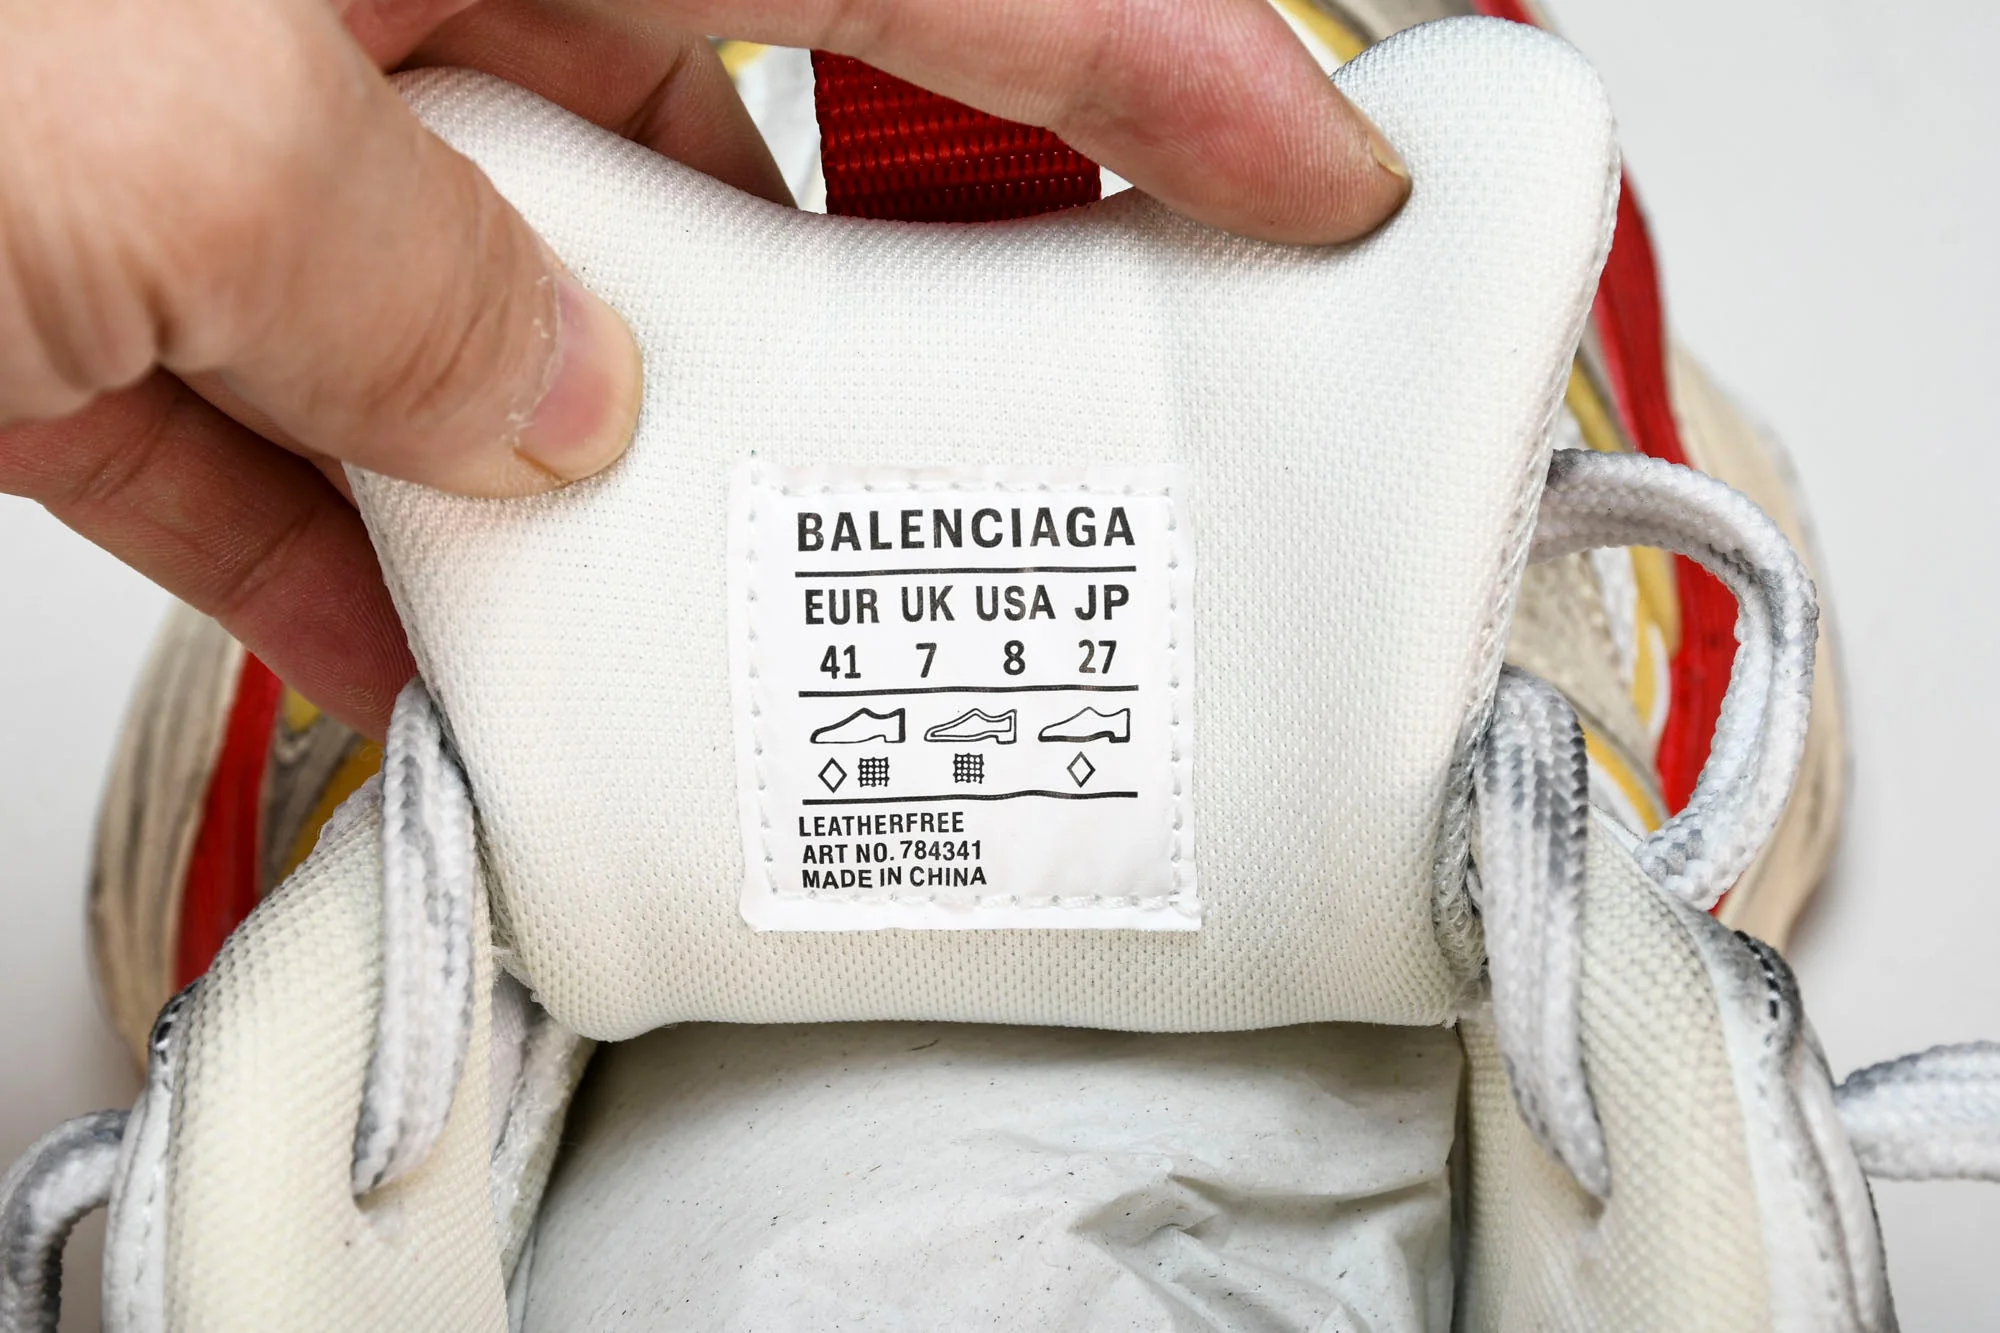 BALENCIAGA
EUR UK USA JP
41 7 8 27
LEATHERFREE
ART NO. 784341
MADE IN CHINA